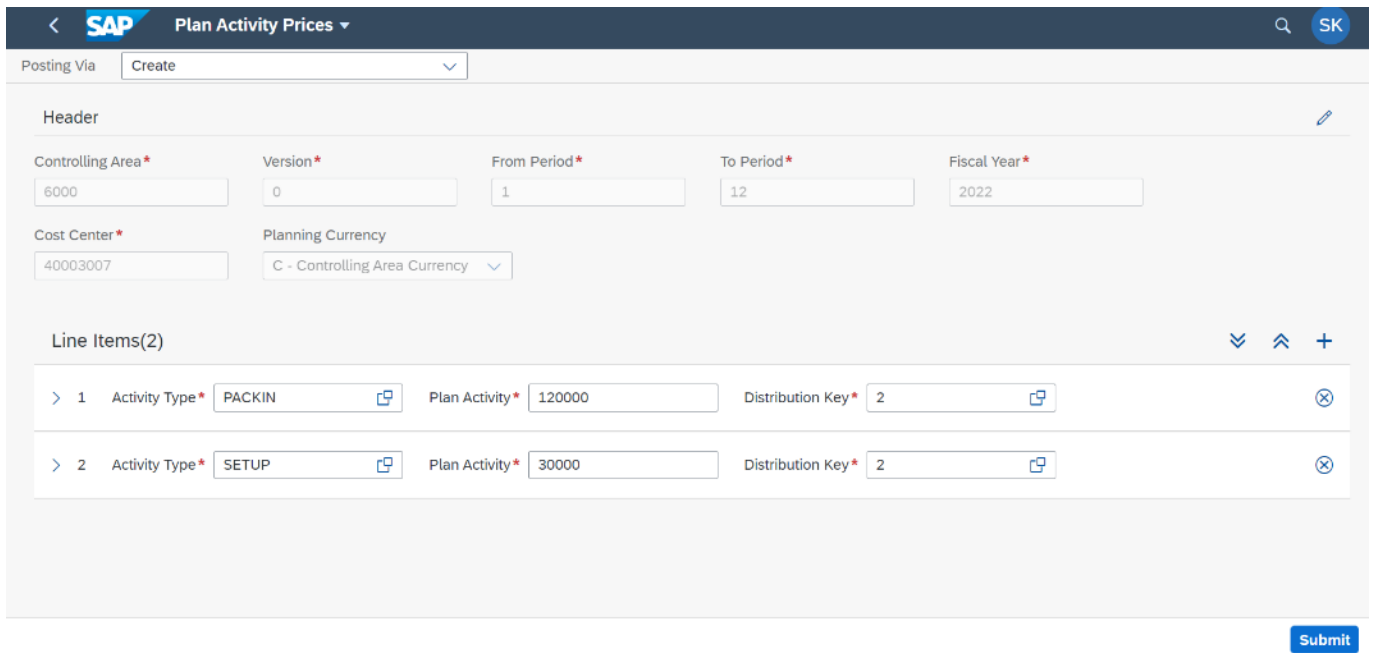 SAP Plan Activity Prices SK
Posting Via Create
Header
Controlling Area* Version* From Period* To Period* Fiscal Year*
6000 0 1 12 2022
Cost Center* Planning Currency
40003007 C - Controlling Area Currency
Line Items(2)
1 Activity Type* PACKIN Plan Activity* 120000 Distribution Key* 2
2 Activity Type* SETUP Plan Activity* 30000 Distribution Key* 2
Submit